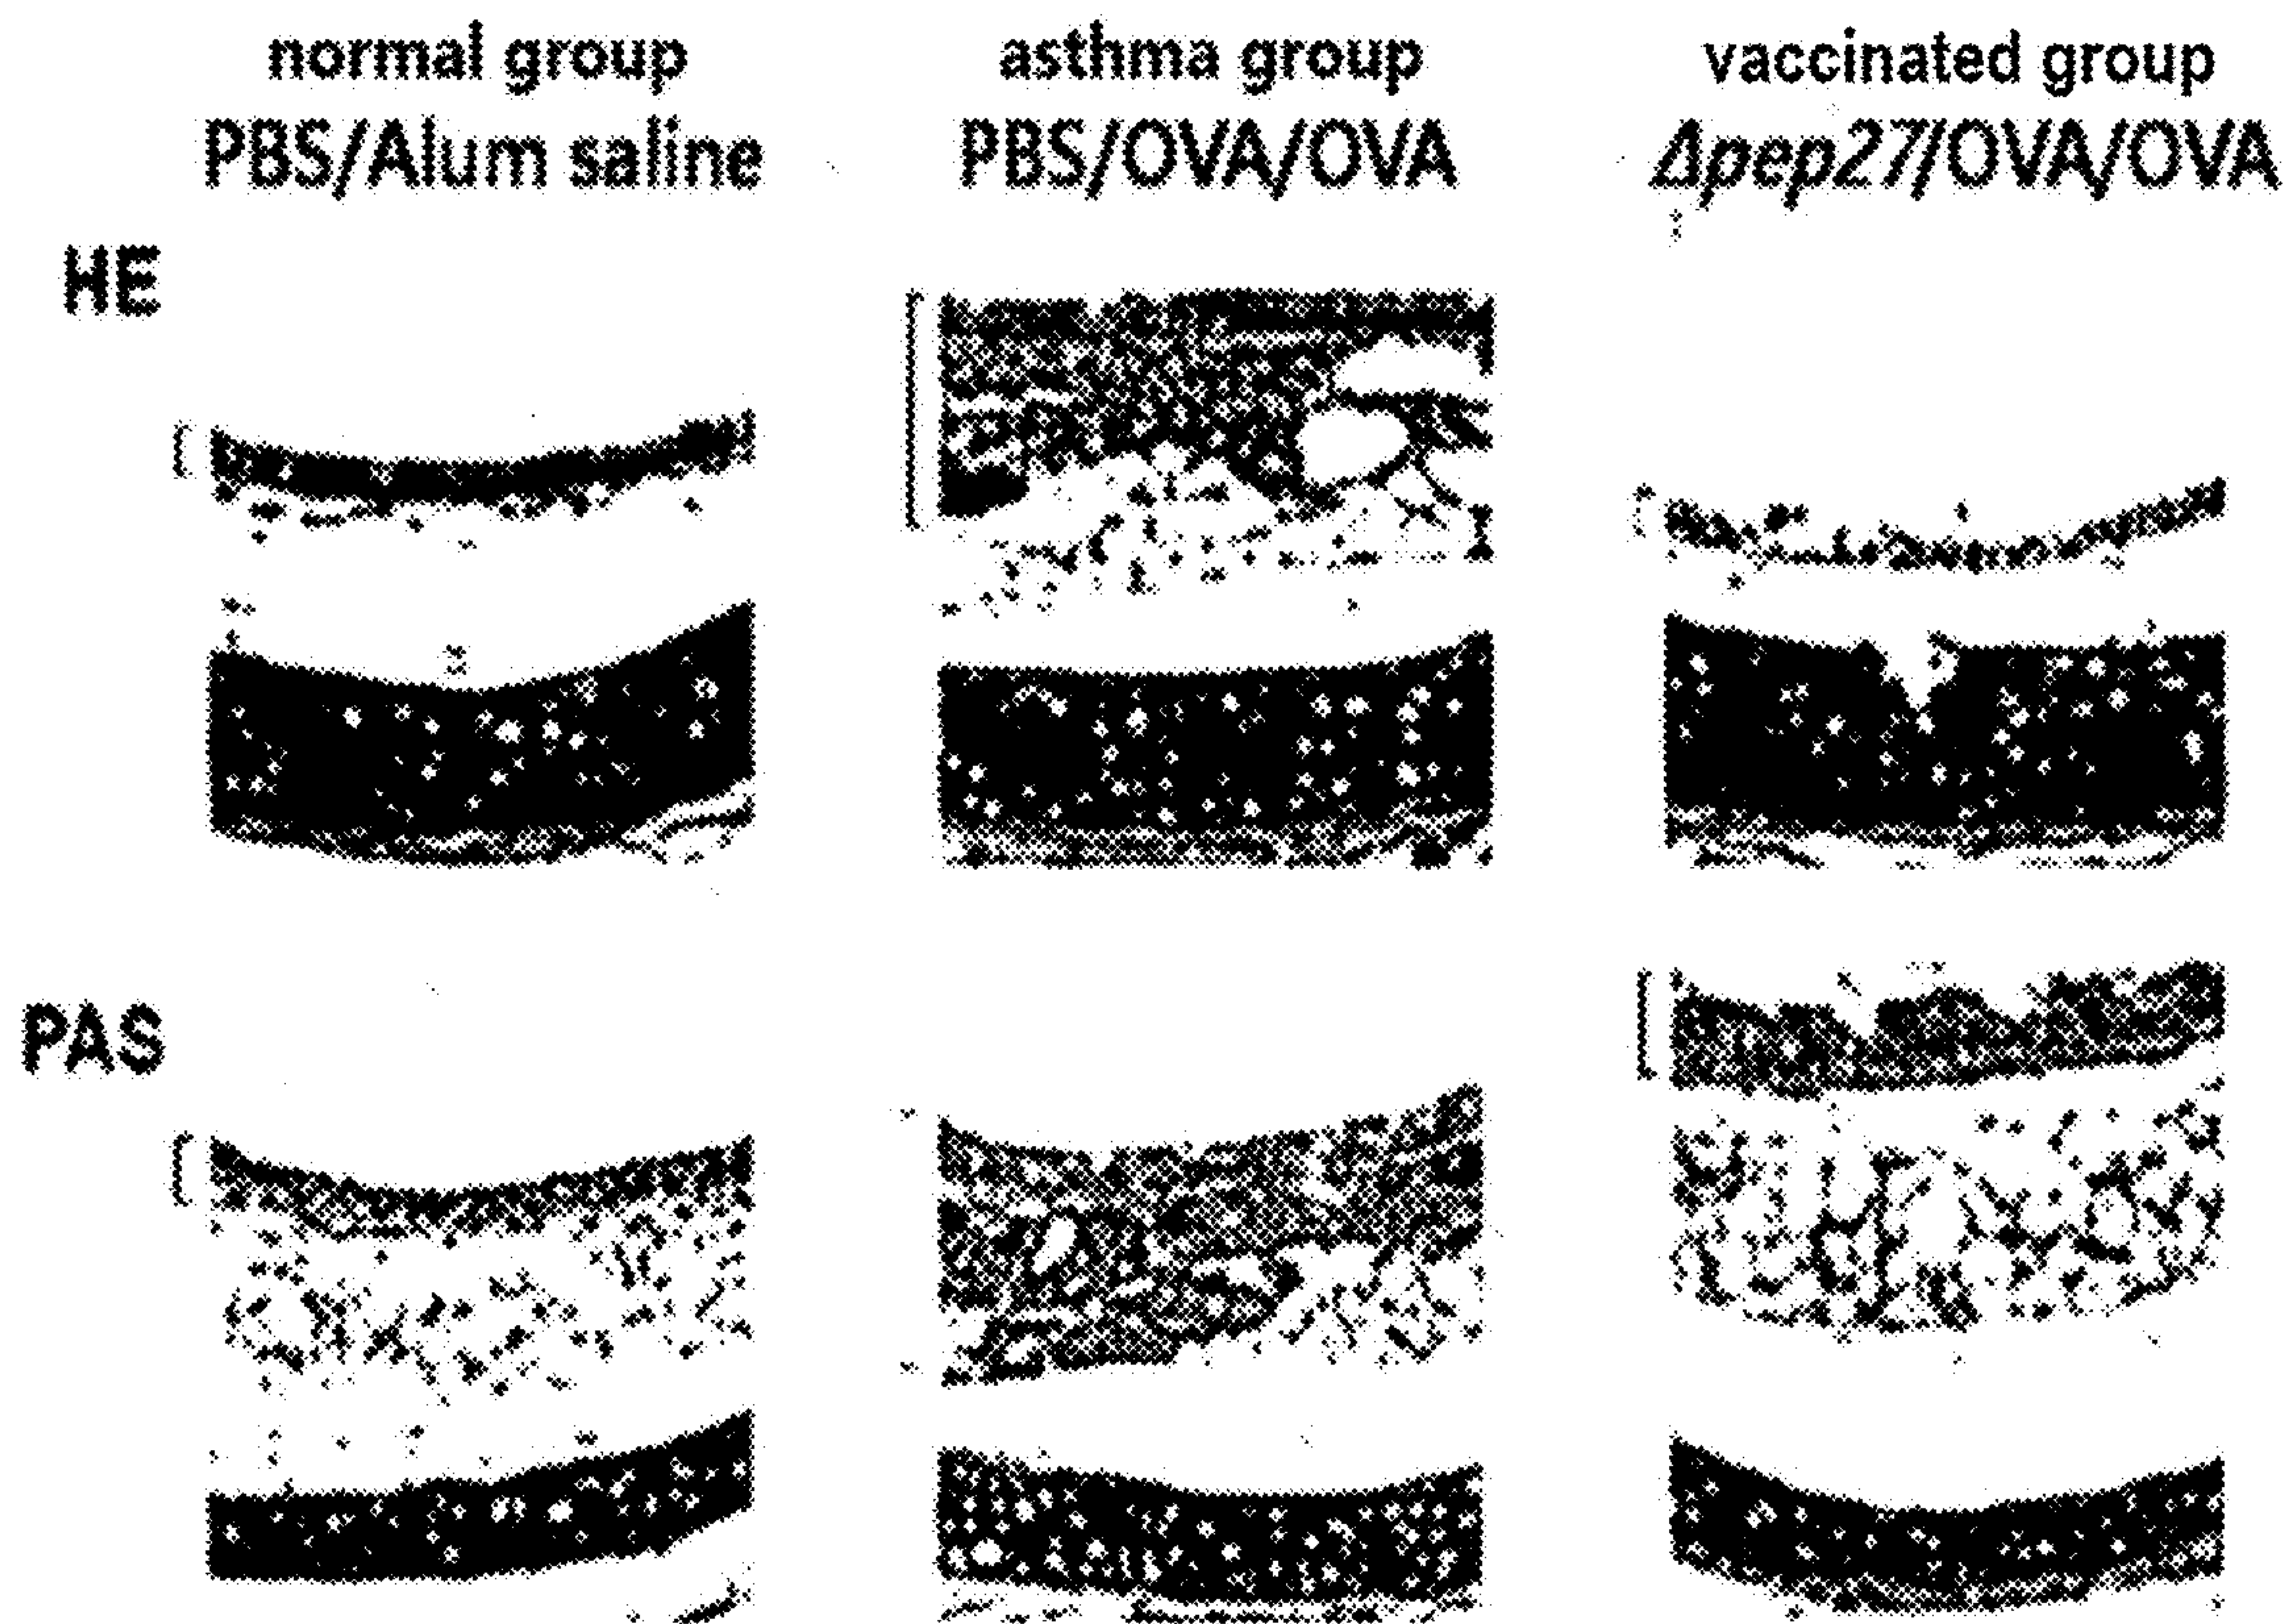 normal group
PBS/Alum saline
asthma group
PBS/OVA/OVA
vaccinated group
Δpep27/OVA/OVA
HE
PAS